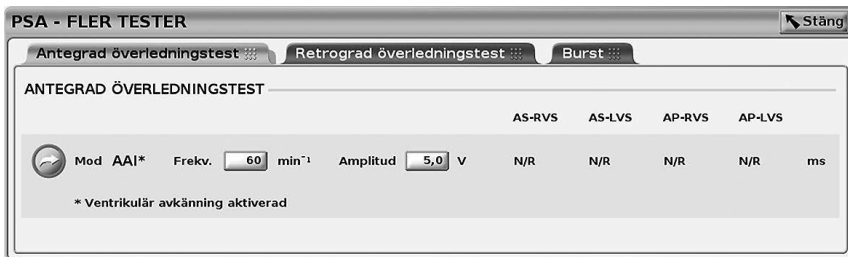 PSA - FLER TESTER
Stäng
Antegrad överledningstest Retrograd överledningstest Burst
ANTEGRAD ÖVERLEDNINGSTEST
AS-RVS AS-LVS AP-RVS AP-LVS
Mod AAI* Frekv. 60 min⁻¹ Amplitud 5,0 V N/R N/R N/R N/R ms
* Ventrikulär avkänning aktiverad